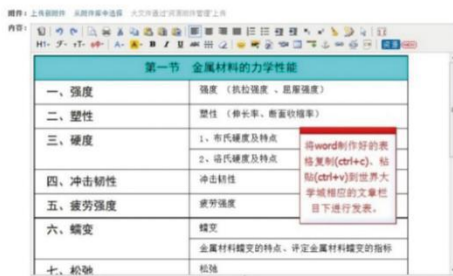 附件：上传新附件 从附件库中选择 大文件通过"资源附件管理"上传
内容：
第一节 金属材料的力学性能
一、强度 强度（抗拉强度、屈服强度）
二、塑性 塑性（伸长率、断面收缩率）
三、硬度 1、布氏硬度及特点
2、洛氏硬度及特点
四、冲击韧性 冲击韧性
五、疲劳强度 疲劳强度
六、蠕变 蠕变
金属材料蠕变的特点、评定金属材料蠕变的指标
七、松弛 松弛
将word制作好的表
格复制(ctrl+c)、粘
贴(ctrl+v)到世界大
学城相应的文章栏
目下进行发表。